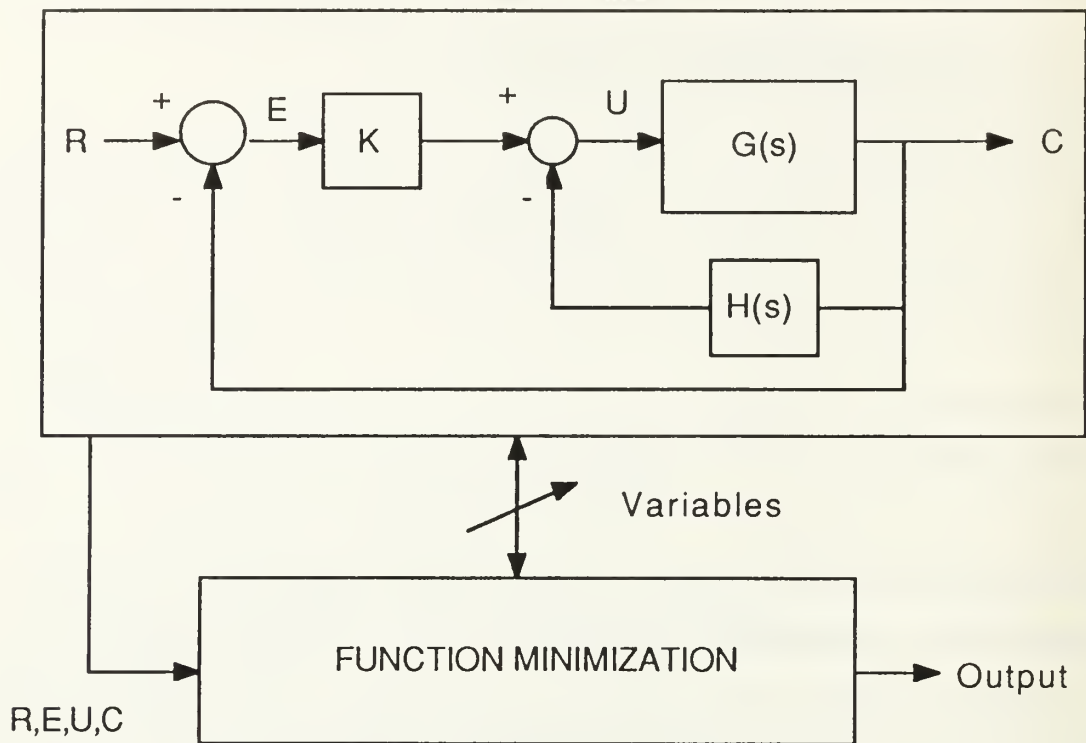 +
E
K
+
U
G(s)
R
C
-
-
H(s)
Variables
FUNCTION MINIMIZATION
Output
R,E,U,C